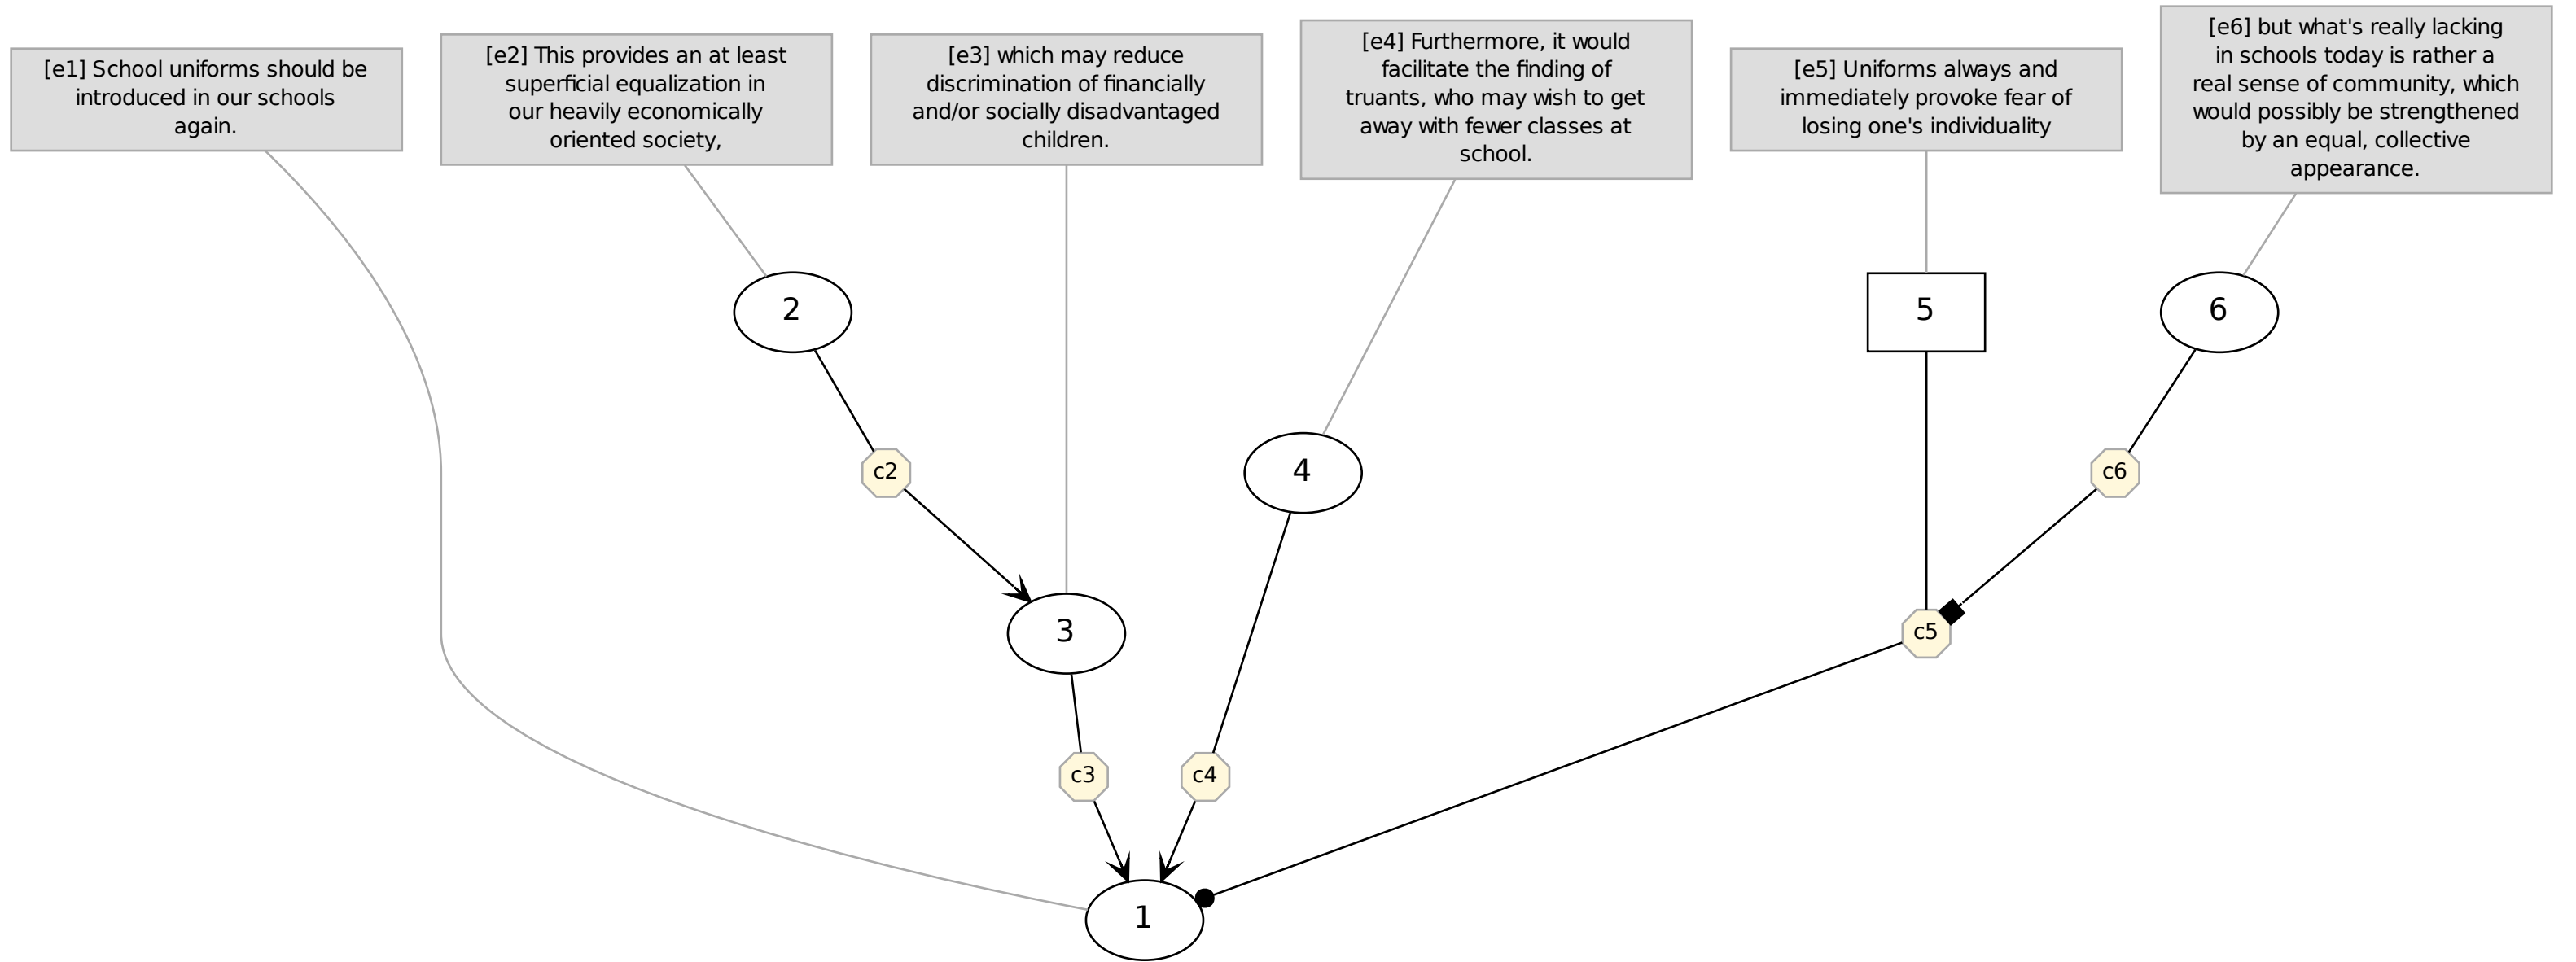 [e1] School uniforms should be
introduced in our schools
again.
[e2] This provides an at least
superficial equalization in
our heavily economically
oriented society,
[e3] which may reduce
discrimination of financially
and/or socially disadvantaged
children.
[e4] Furthermore, it would
facilitate the finding of
truants, who may wish to get
away with fewer classes at
school.
[e5] Uniforms always and
immediately provoke fear of
losing one's individuality
[e6] but what's really lacking
in schools today is rather a
real sense of community, which
would possibly be strengthened
by an equal, collective
appearance.
2
5
6
c2
4
c6
3
c5
c3
c4
1